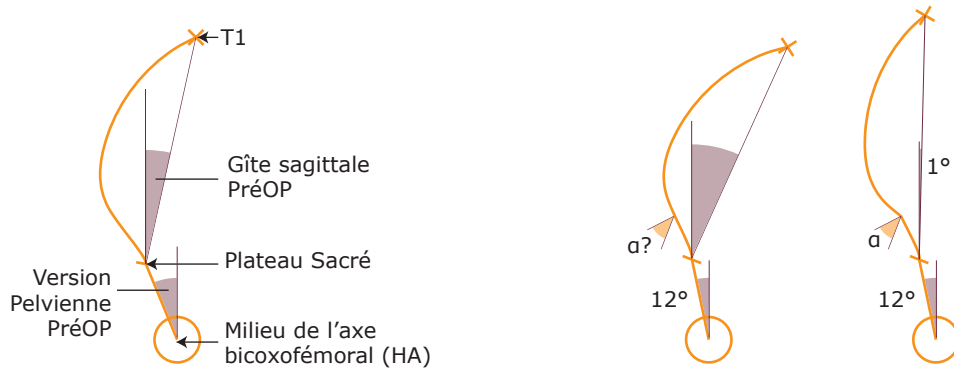 T1
Gîte sagittale
PréOP
Plateau Sacré
Version
Pelvienne
PréOP
Milieu de l'axe
bicoxofémoral (HA)
α?
12°
1°
α
12°